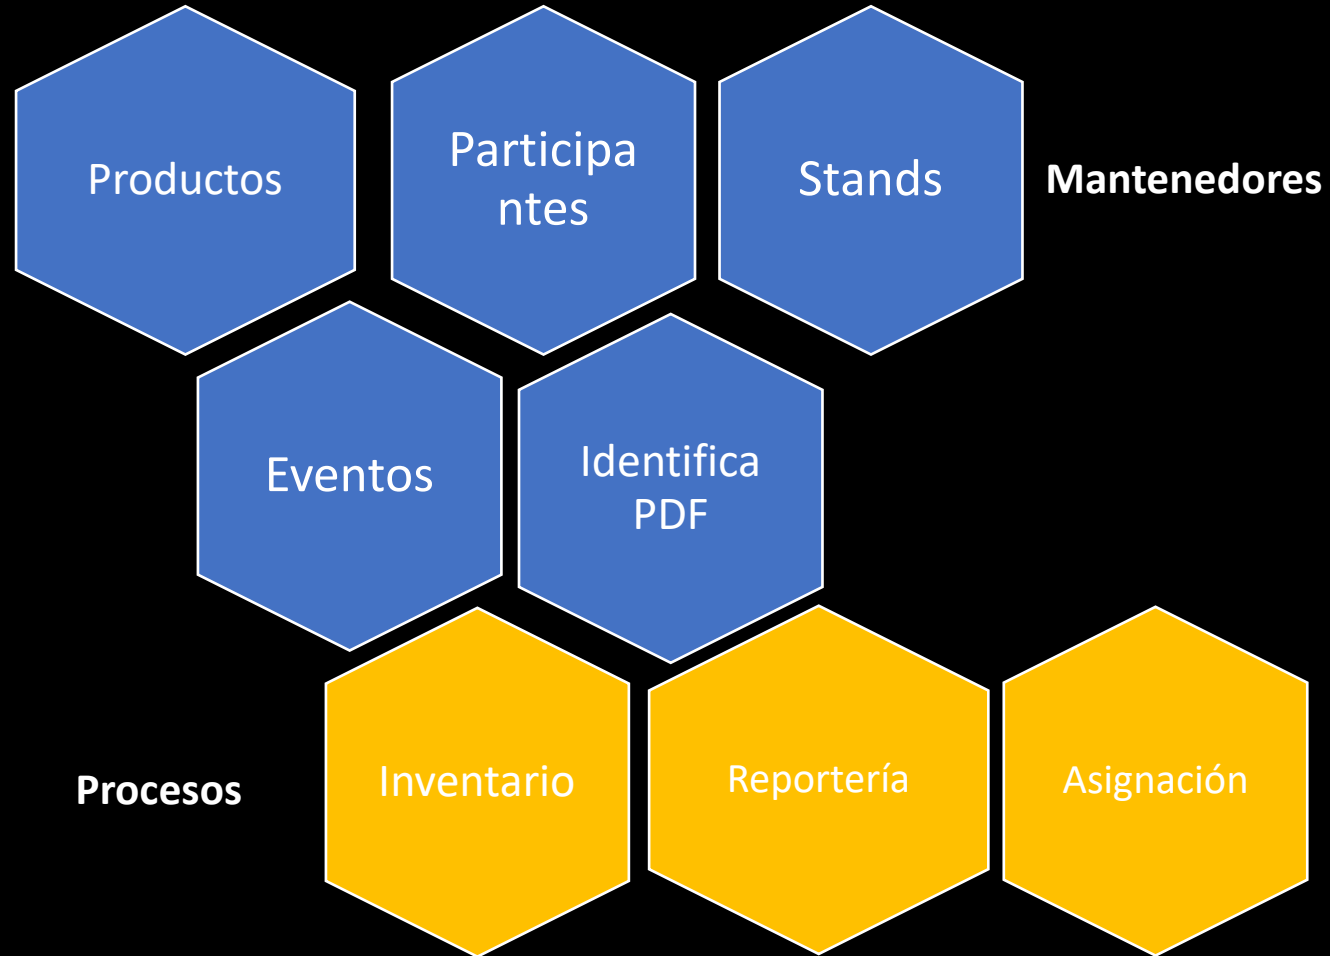 Productos
Participa
ntes
Stands
Mantenedores
Eventos
Identifica
PDF
Procesos
Inventario
Reportería
Asignación